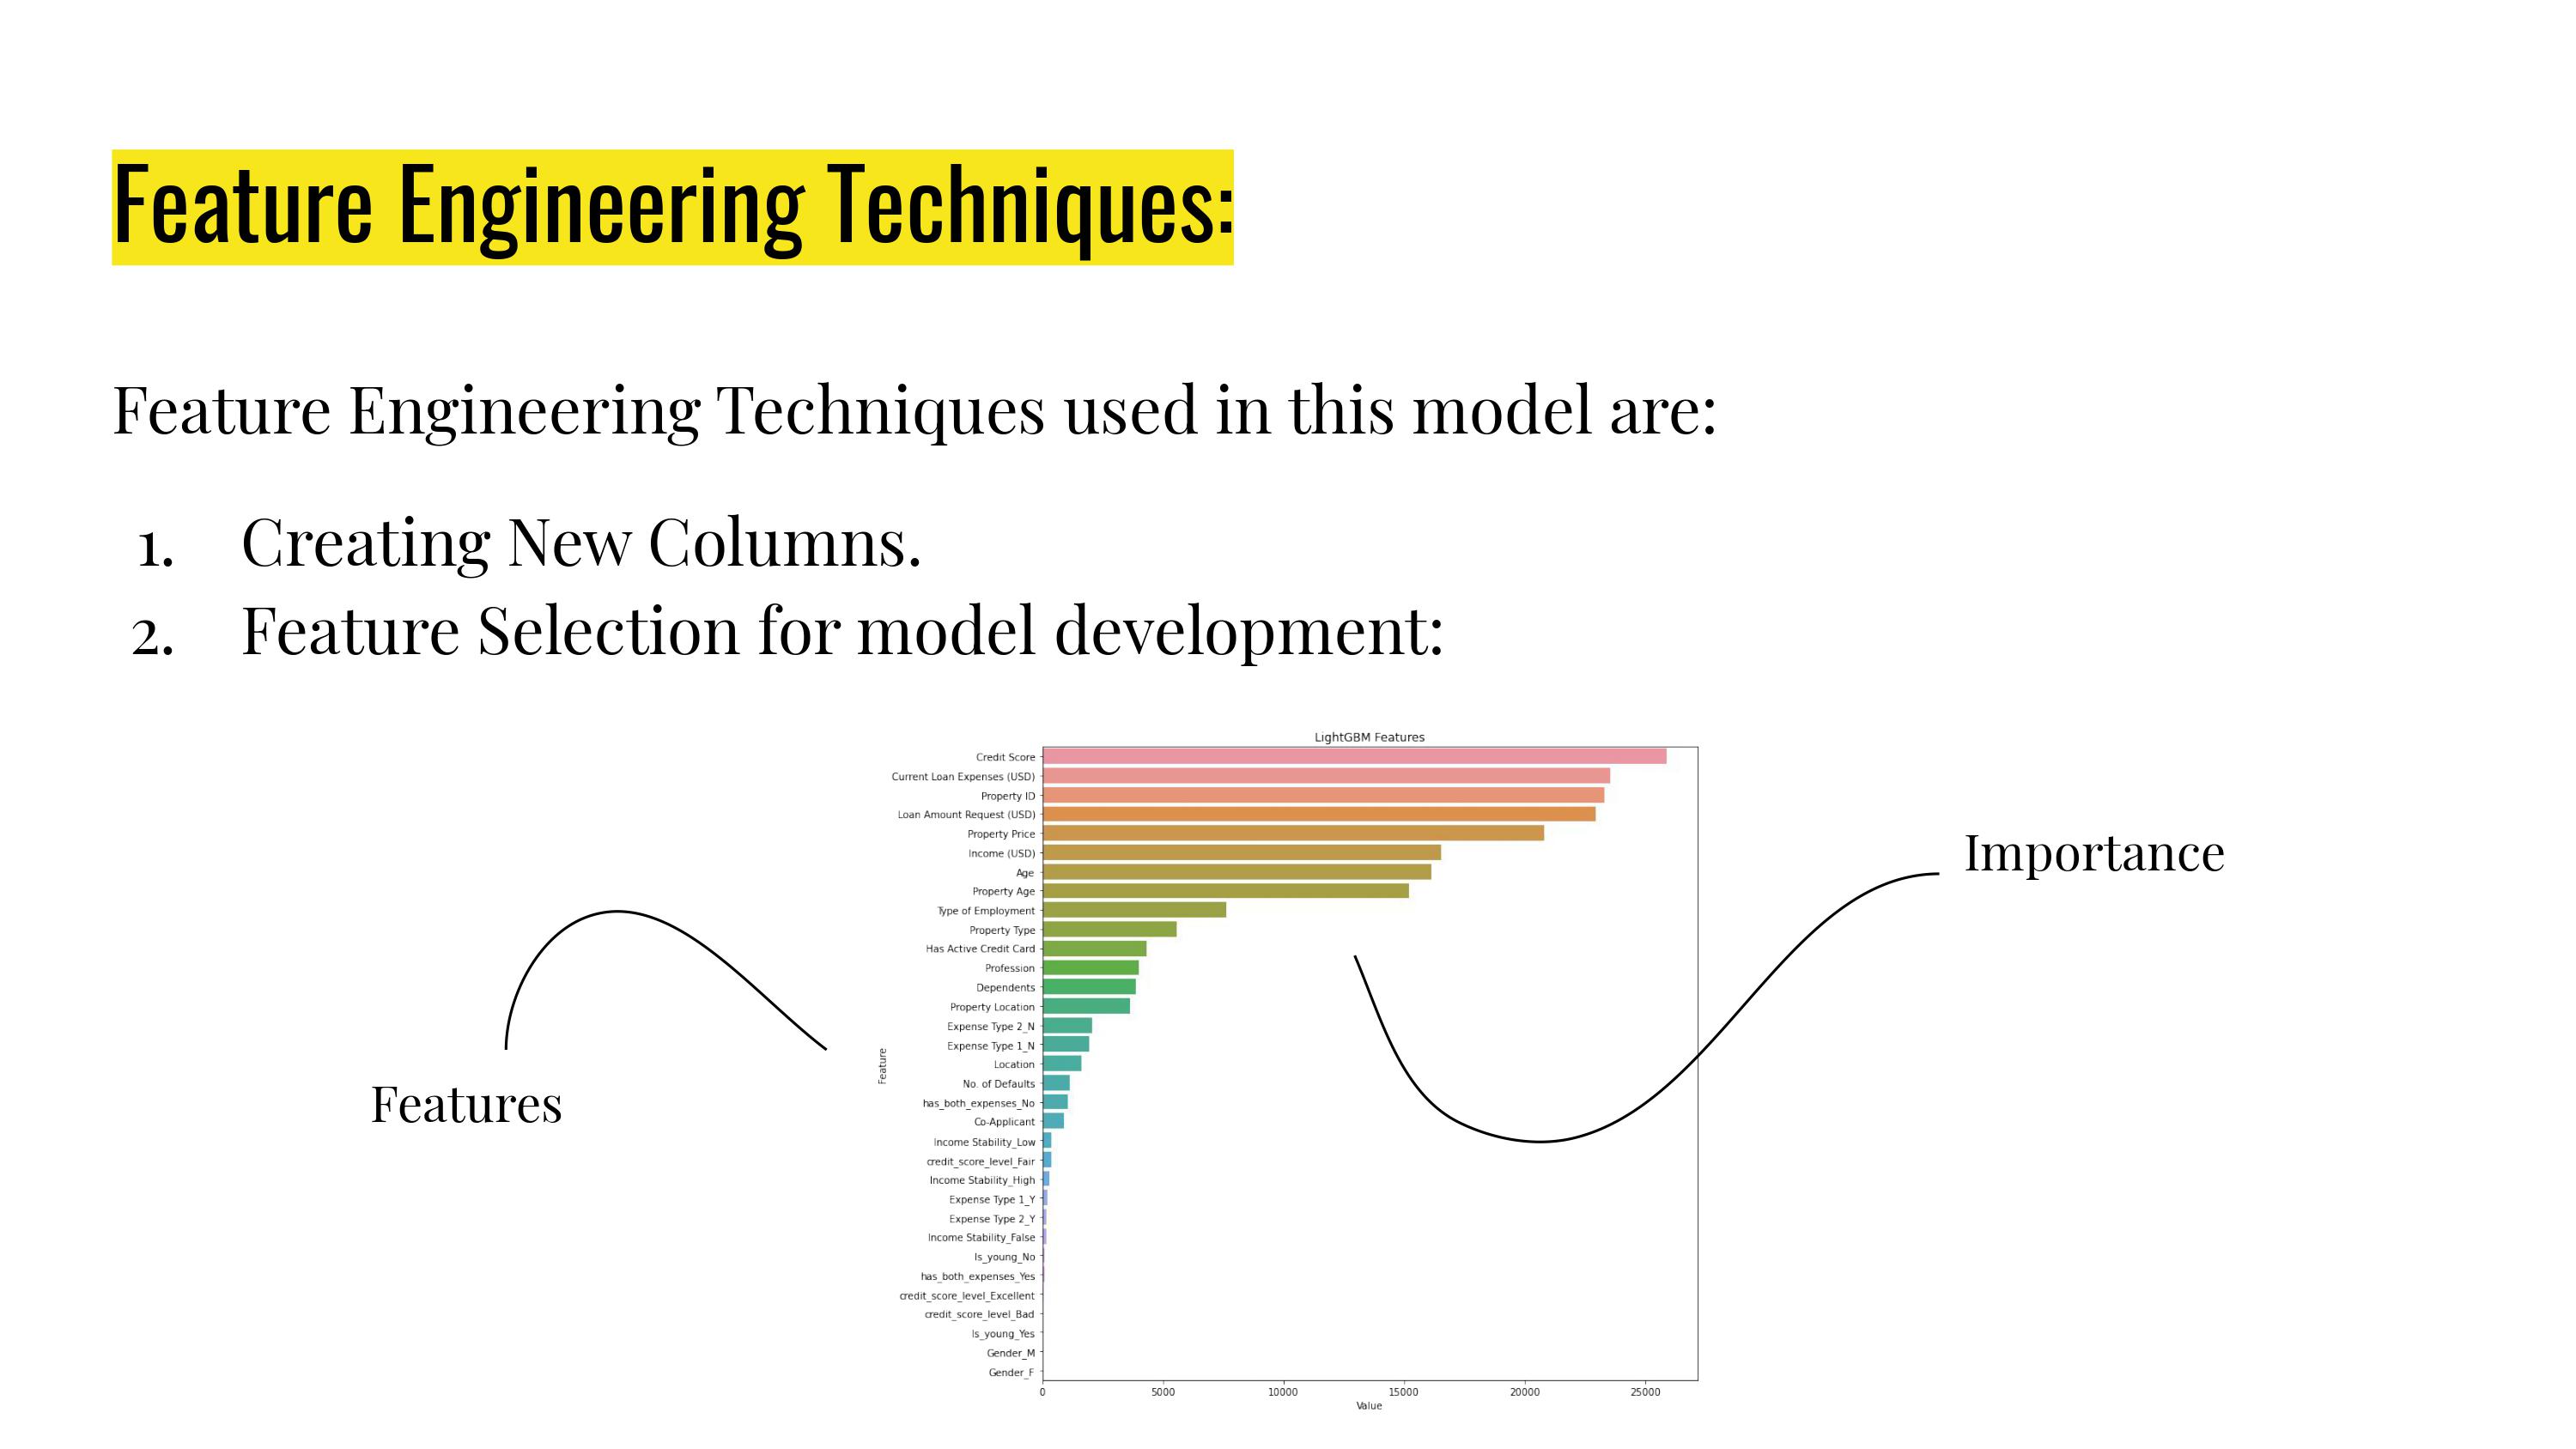 Feature Engineering Techniques:
Feature Engineering Techniques used in this model are:
1. Creating New Columns.
2. Feature Selection for model development:
LightGBM Features
Credit Score
Current Loan Expenses (USD)
Property ID
Loan Amount Request (USD)
Property Price
Income (USD)
Age
Property Age
Type of Employment
Property Type
Has Active Credit Card
Profession
Dependents
Property Location
Expense Type 2_N
Expense Type 1_N
Location
No. of Defaults
has_both_expenses_No
Co-Applicant
Income Stability_Low
credit_score_level_Fair
Income Stability_High
Expense Type 1_Y
Expense Type 2_Y
Income Stability_False
Is_young_No
has_both_expenses_Yes
credit_score_level_Excellent
credit_score_level_Bad
Is_young_Yes
Gender_M
Gender_F
Feature
0 5000 10000 15000 20000 25000
Value
Features
Importance